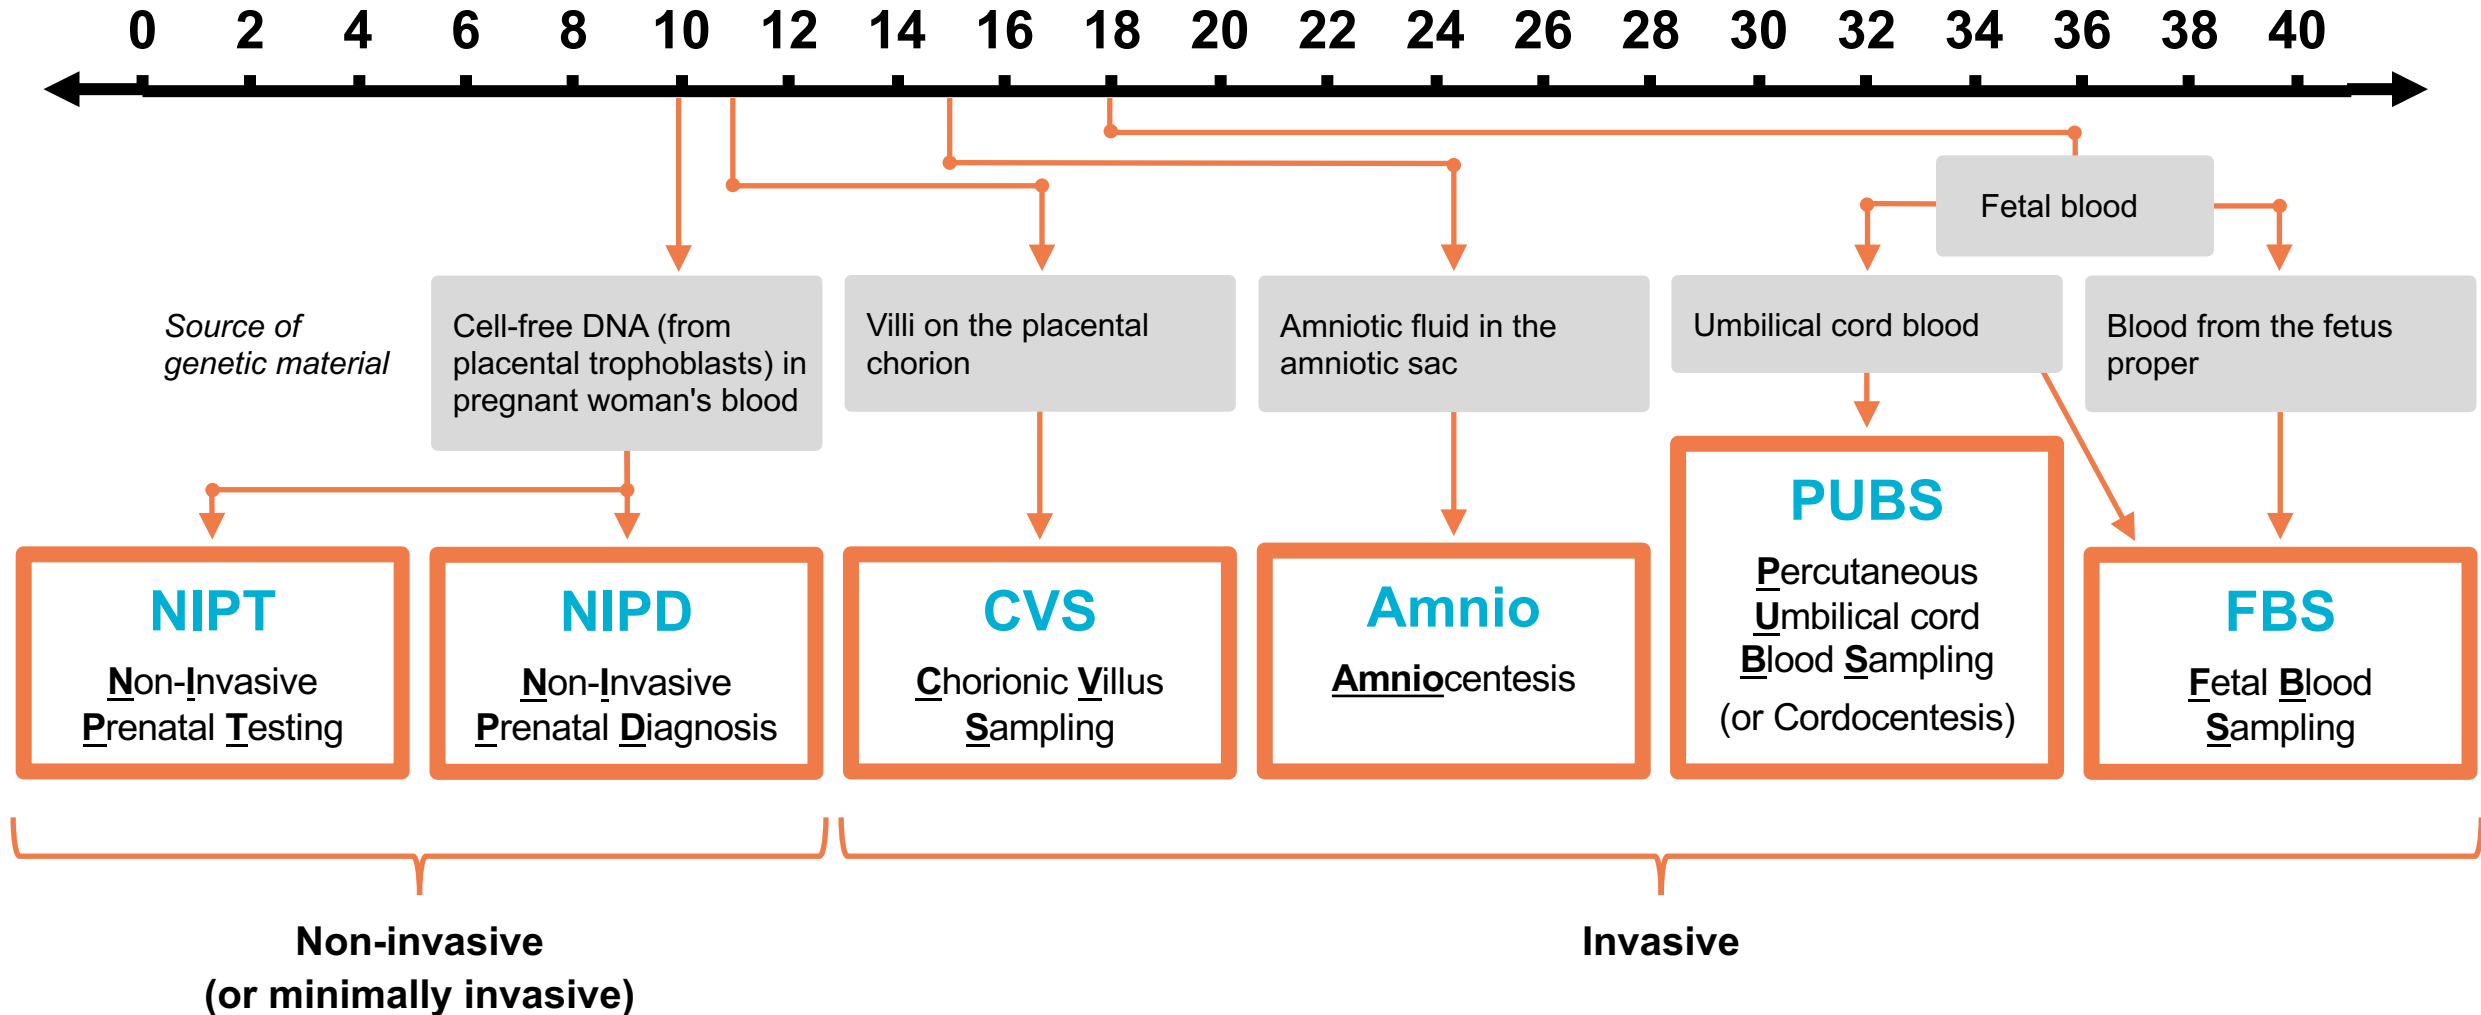 0 2 4 6 8 10 12 14 16 18 20 22 24 26 28 30 32 34 36 38 40
Fetal blood
Source of
genetic material
Cell-free DNA (from
placental trophoblasts) in
pregnant woman's blood
Villi on the placental
chorion
Amniotic fluid in the
amniotic sac
Umbilical cord blood
Blood from the fetus
proper
NIPT
Non-Invasive
Prenatal Testing
NIPD
Non-Invasive
Prenatal Diagnosis
CVS
Chorionic Villus
Sampling
Amnio
Amniocentesis
PUBS
Percutaneous
Umbilical cord
Blood Sampling
(or Cordocentesis)
FBS
Fetal Blood
Sampling
Non-invasive
(or minimally invasive)
Invasive